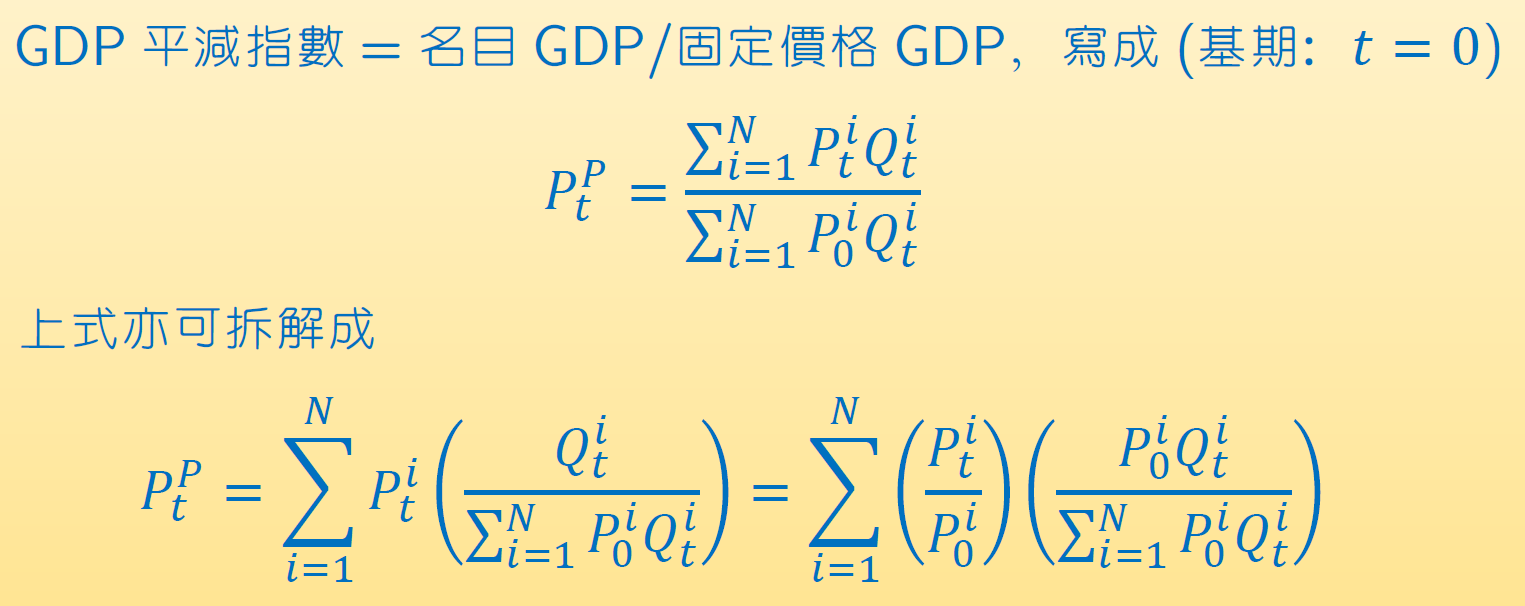 GDP 平減指數 = 名目 GDP/固定價格 GDP，寫成 (基期：t = 0)
P_t^P = \frac{\sum_{i=1}^{N} P_t^i Q_t^i}{\sum_{i=1}^{N} P_0^i Q_t^i}
上式亦可拆解成
P_t^P = \sum_{i=1}^{N} P_t^i \left( \frac{Q_t^i}{\sum_{i=1}^{N} P_0^i Q_t^i} \right) = \sum_{i=1}^{N} \left( \frac{P_t^i}{P_0^i} \right) \left( \frac{P_0^i Q_t^i}{\sum_{i=1}^{N} P_0^i Q_t^i} \right)